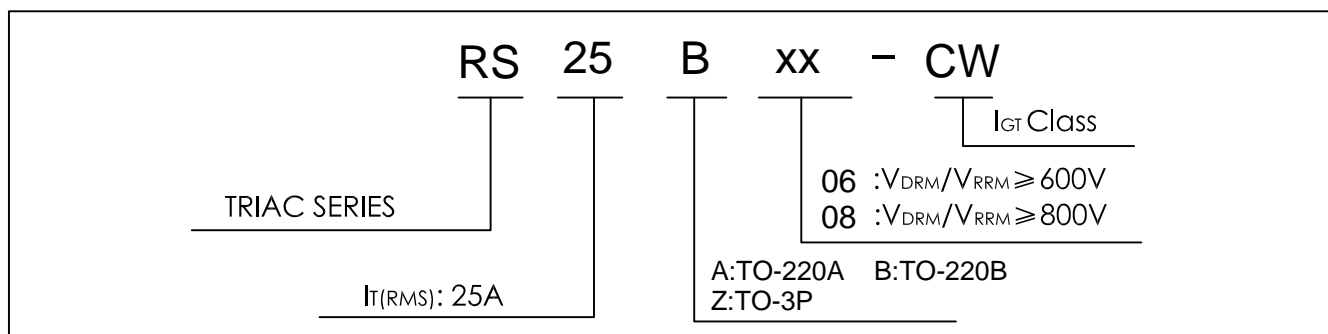 RS 25 B xx - CW
IGT Class
06 :VDRM/VRRM⩾600V
TRIAC SERIES
08 :VDRM/VRRM⩾800V
A:TO-220A B:TO-220B
IT(RMS): 25A
Z:TO-3P